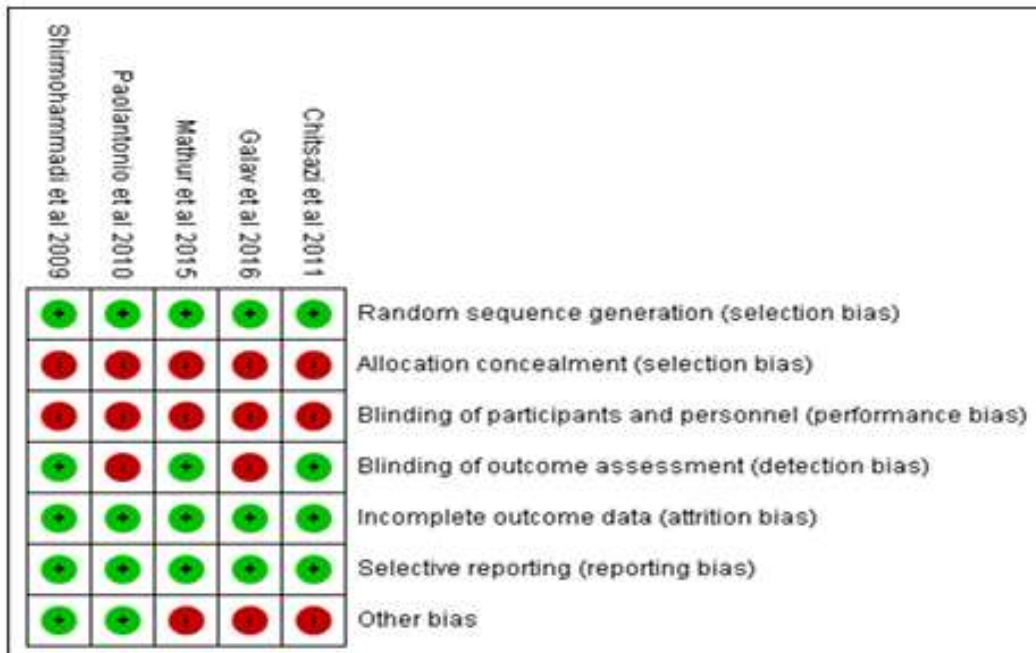 Shirmohammadi et al 2009
Paolantonio et al 2010
Mathur et al 2015
Galav et al 2016
Chitsazi et al 2011
Random sequence generation (selection bias)
Allocation concealment (selection bias)
Blinding of participants and personnel (performance bias)
Blinding of outcome assessment (detection bias)
Incomplete outcome data (attrition bias)
Selective reporting (reporting bias)
Other bias